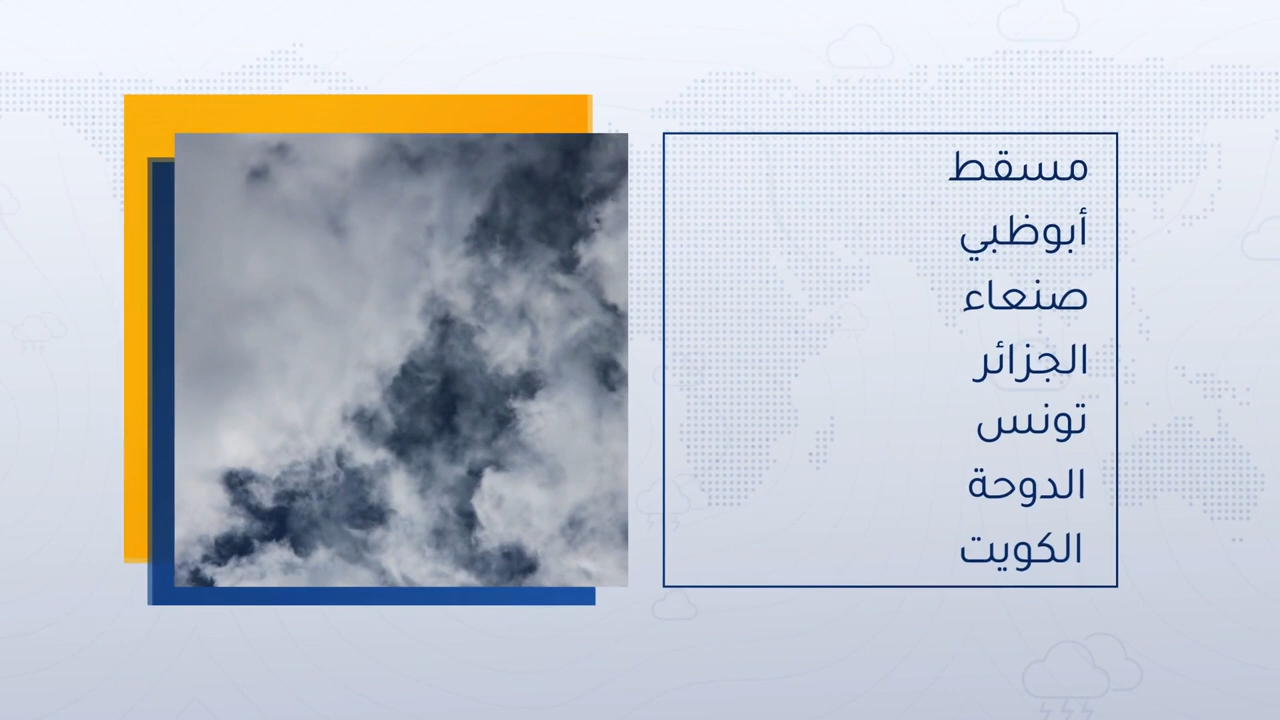 مسقط
أبوظبي
صنعاء
الجزائر
تونس
الدوحة
الكويت